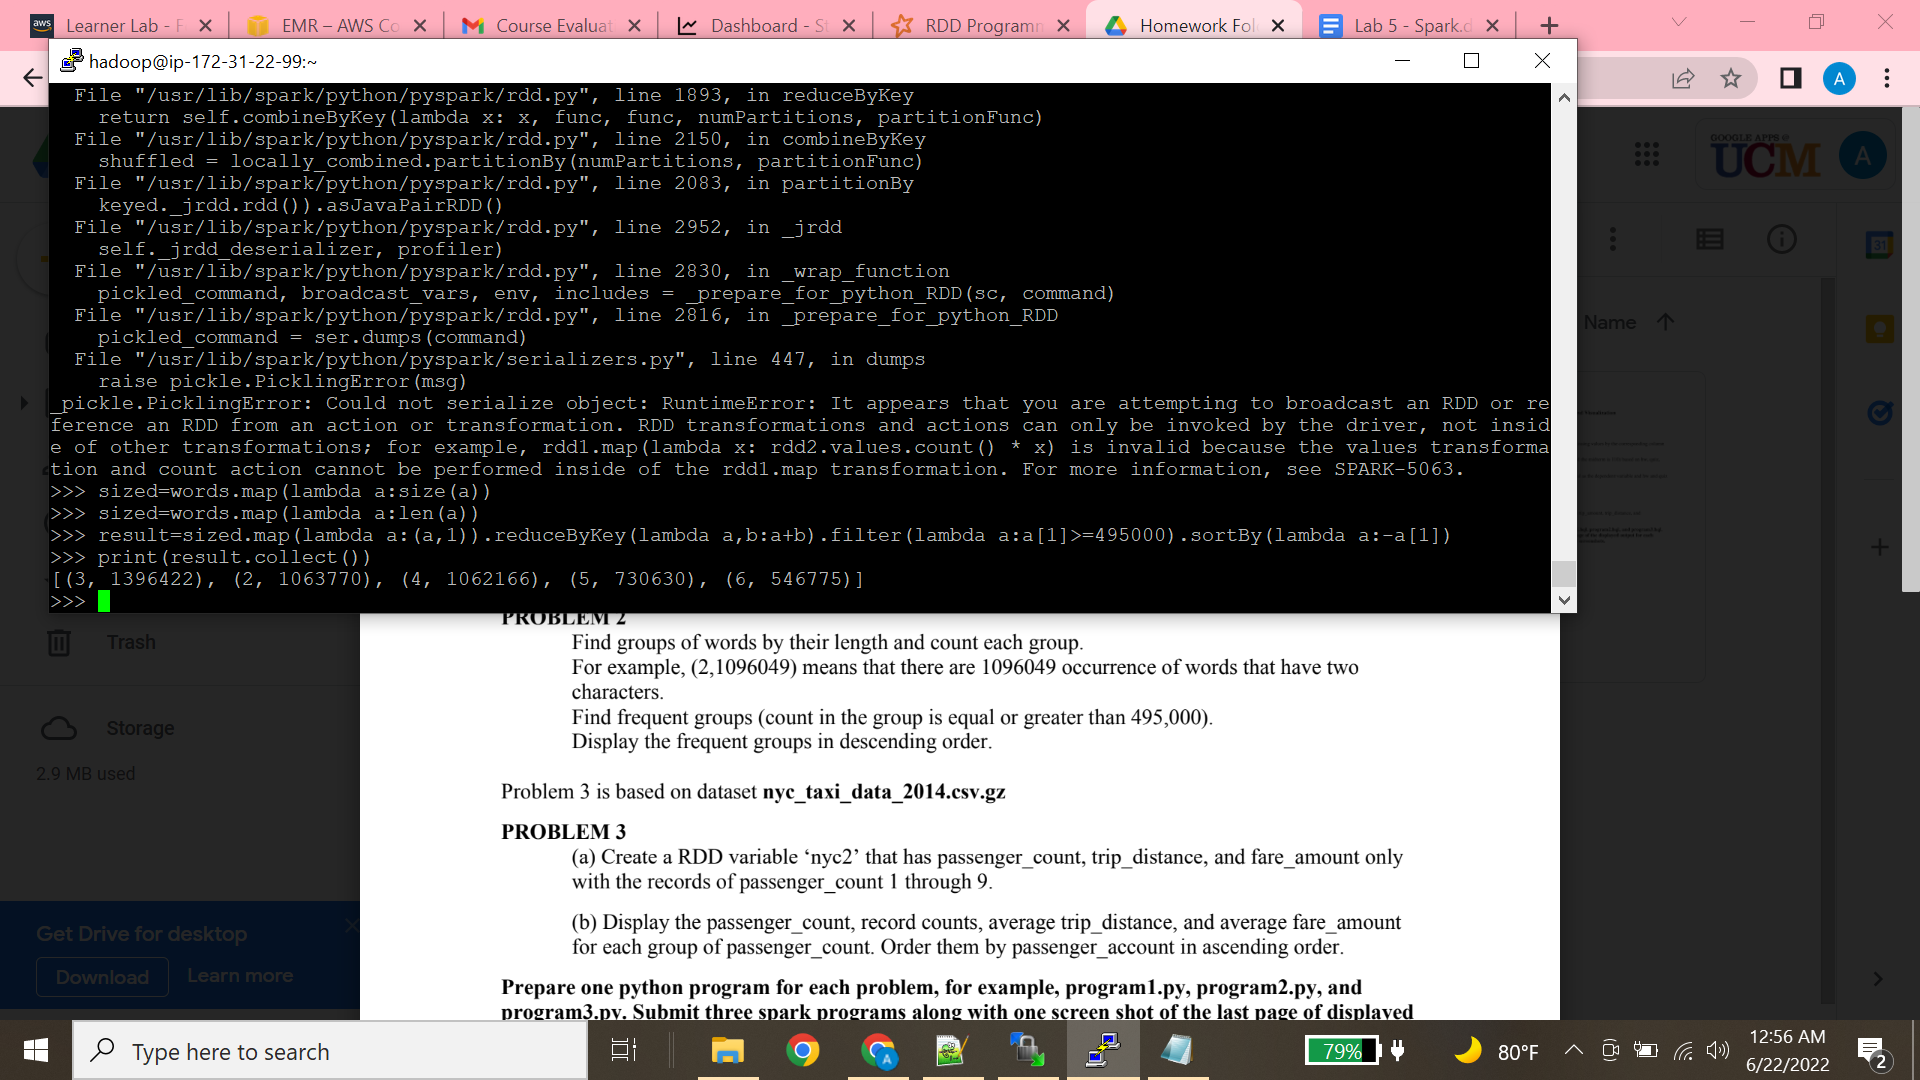 aws Learner Lab - F
EMR – AWS Co
Course Evaluat
Dashboard - St
RDD Programm
Homework Fol
Lab 5 - Spark.d
hadoop@ip-172-31-22-99:~
A
File "/usr/lib/spark/python/pyspark/rdd.py", line 1893, in reduceByKey
return self.combineByKey(lambda x: x, func, func, numPartitions, partitionFunc)
File "/usr/lib/spark/python/pyspark/rdd.py", line 2150, in combineByKey
shuffled = locally_combined.partitionBy(numPartitions, partitionFunc)
File "/usr/lib/spark/python/pyspark/rdd.py", line 2083, in partitionBy
keyed._jrdd.rdd()).asJavaPairRDD()
File "/usr/lib/spark/python/pyspark/rdd.py", line 2952, in _jrdd
self._jrdd_deserializer, profiler)
File "/usr/lib/spark/python/pyspark/rdd.py", line 2830, in _wrap_function
pickled_command, broadcast_vars, env, includes = _prepare_for_python_RDD(sc, command)
File "/usr/lib/spark/python/pyspark/rdd.py", line 2816, in _prepare_for_python_RDD
pickled_command = ser.dumps(command)
File "/usr/lib/spark/python/pyspark/serializers.py", line 447, in dumps
raise pickle.PicklingError(msg)
_pickle.PicklingError: Could not serialize object: RuntimeError: It appears that you are attempting to broadcast an RDD or re
ference an RDD from an action or transformation. RDD transformations and actions can only be invoked by the driver, not insid
e of other transformations; for example, rdd1.map(lambda x: rdd2.values.count() * x) is invalid because the values transforma
tion and count action cannot be performed inside of the rdd1.map transformation. For more information, see SPARK-5063.
>>> sized=words.map(lambda a:size(a))
>>> sized=words.map(lambda a:len(a))
>>> result=sized.map(lambda a:(a,1)).reduceByKey(lambda a,b:a+b).filter(lambda a:a[1]>=495000).sortBy(lambda a:-a[1])
>>> print(result.collect())
[(3, 1396422), (2, 1063770), (4, 1062166), (5, 730630), (6, 546775)]
>>>
GOOGLE APPS @
UCM
A
31
Name
Trash
Storage
2.9 MB used
Get Drive for desktop
Download Learn more
PROBLEM 2
Find groups of words by their length and count each group.
For example, (2,1096049) means that there are 1096049 occurrence of words that have two
characters.
Find frequent groups (count in the group is equal or greater than 495,000).
Display the frequent groups in descending order.
Problem 3 is based on dataset nyc_taxi_data_2014.csv.gz
PROBLEM 3
(a) Create a RDD variable ‘nyc2’ that has passenger_count, trip_distance, and fare_amount only
with the records of passenger_count 1 through 9.
(b) Display the passenger_count, record counts, average trip_distance, and average fare_amount
for each group of passenger_count. Order them by passenger_account in ascending order.
Prepare one python program for each problem, for example, program1.py, program2.py, and
program3.py. Submit three spark programs along with one screen shot of the last page of displayed
Type here to search
A
79%
80°F
12:56 AM
6/22/2022
2